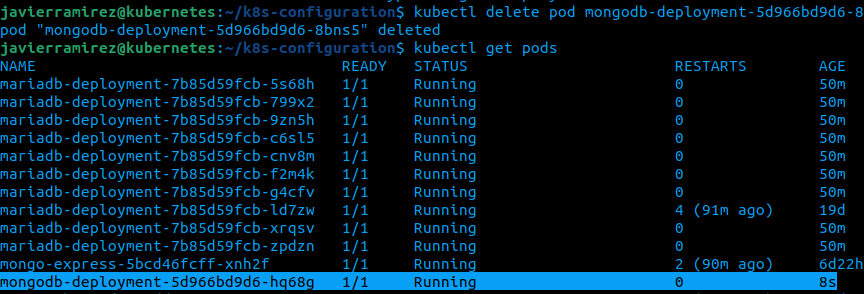 javierramirez@kubernetes:~/k8s-configuration$ kubectl delete pod mongodb-deployment-5d966bd9d6-8
pod "mongodb-deployment-5d966bd9d6-8bns5" deleted
javierramirez@kubernetes:~/k8s-configuration$ kubectl get pods
NAME READY STATUS RESTARTS AGE
mariadb-deployment-7b85d59fcb-5s68h 1/1 Running 0 50m
mariadb-deployment-7b85d59fcb-799x2 1/1 Running 0 50m
mariadb-deployment-7b85d59fcb-9zn5h 1/1 Running 0 50m
mariadb-deployment-7b85d59fcb-c6sl5 1/1 Running 0 50m
mariadb-deployment-7b85d59fcb-cnv8m 1/1 Running 0 50m
mariadb-deployment-7b85d59fcb-f2m4k 1/1 Running 0 50m
mariadb-deployment-7b85d59fcb-g4cfv 1/1 Running 0 50m
mariadb-deployment-7b85d59fcb-ld7zw 1/1 Running 4 (91m ago) 19d
mariadb-deployment-7b85d59fcb-xrqsv 1/1 Running 0 50m
mariadb-deployment-7b85d59fcb-zpdzn 1/1 Running 0 50m
mongo-express-5bcd46fcff-xnh2f 1/1 Running 2 (90m ago) 6d22h
mongodb-deployment-5d966bd9d6-hq68g 1/1 Running 0 8s